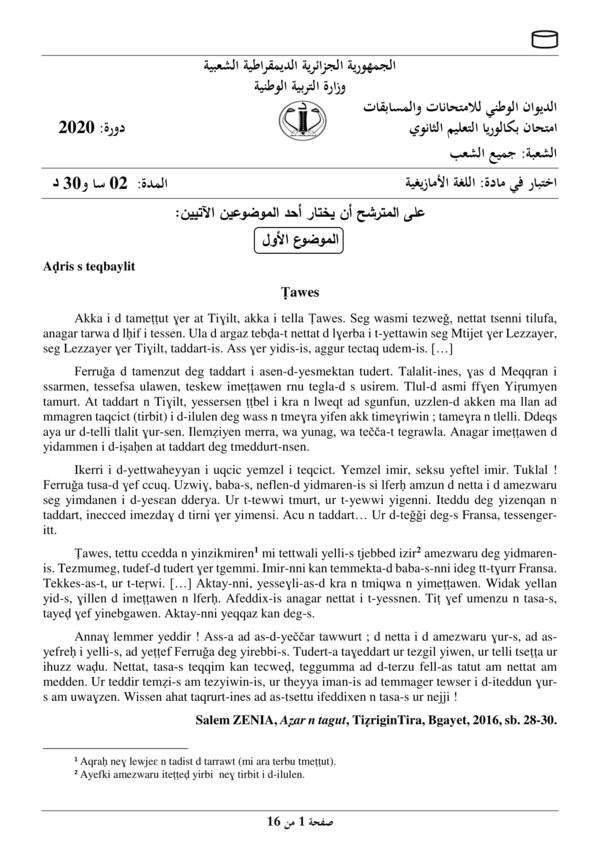 الجمهورية الجزائرية الديمقراطية الشعبية
وزارة التربية الوطنية
الديوان الوطني للامتحانات والمسابقات
امتحان بكالوريا التعليم الثانوي
دورة: 2020
الشعبة: جميع الشعب
اختبار في مادة: اللغة الأمازيغية
المدة: 02 سا و30 د
على المترشح أن يختار أحد الموضوعين الآتيين:
الموضوع الأول
Aḍris s teqbaylit
Ṭawes
Akka i d tameṭṭut ɣer at Tiɣilt, akka i tella Ṭawes. Seg wasmi tezweǧ, nettat tsenni tilufa,
anagar tarwa d lḥif i tessen. Ula d argaz tebḍa-t nettat d lɣerba i t-yettawin seg Mtijet ɣer Lezzayer,
seg Lezzayer ɣer Tiɣilt, taddart-is. Ass ɣer yidis-is, aggur tectaq udem-is. […]
Ferruǧa d tamenzut deg taddart i asen-d-yesmektan tudert. Talalit-ines, ɣas d Meqqran i
ssarmen, tessefsa ulawen, teskew imeṭṭawen rnu tegla-d s usirem. Tlul-d asmi ffɣen Yirumyen
tamurt. At taddart n Tiɣilt, yessersen ṭṭbel i kra n lweqt ad sgunfun, uzzlen-d akken ma llan ad
mmagren taqcict (tirbit) i d-ilulen deg wass n tmeɣra yifen akk timeɣriwin ; tameɣra n tlelli. Ddeqs
aya ur d-telli tlalit ɣur-sen. Ilemẓiyen merra, wa yunag, wa tečča-t tegrawla. Anagar imeṭṭawen d
yidammen i d-iṣaḥen at taddart deg tmeddurt-nsen.
Ikerri i d-yettwaheyyan i uqcic yemzel i teqcict. Yemzel imir, seksu yeftel imir. Tuklal !
Ferruǧa tusa-d ɣef ccuq. Uzwiɣ, baba-s, neflen-d yidmaren-is si lferḥ amzun d netta i d amezwaru
seg yimdanen i d-yesɛan dderya. Ur t-tewwi tmurt, ur t-yewwi yigenni. Iteddu deg yizenqan n
taddart, inecced imezdaɣ d tirni ɣer yimensi. Acu n taddart… Ur d-teǧǧi deg-s Fransa, tessenger-
itt.
Ṭawes, tettu ccedda n yinzikmiren¹ mi tettwali yelli-s tjebbed izir² amezwaru deg yidmaren-
is. Tezmumeg, tudef-d tudert ɣer tgemmi. Imir-nni kan temmekta-d baba-s-nni ideg tt-tɣurr Fransa.
Tekkes-as-t, ur t-teṛwi. […] Aktay-nni, yesseɣli-as-d kra n tmiqwa n yimeṭṭawen. Widak yellan
yid-s, ɣillen d imeṭṭawen n lferḥ. Afeddix-is anagar nettat i t-yessnen. Tiṭ ɣef umenzu n tasa-s,
tayeḍ ɣef yinebgawen. Aktay-nni yeqqaz kan deg-s.
Annaɣ lemmer yeddir ! Ass-a ad as-d-yeččar tawwurt ; d netta i d amezwaru ɣur-s, ad as-
yefreḥ i yelli-s, ad yeṭṭef Ferruǧa deg yirebbi-s. Tudert-a taɣeddart ur tezgil yiwen, ur telli tseṭṭa ur
ihuzz waḍu. Nettat, tasa-s teqqim kan tecweḍ, teggumma ad d-terzu fell-as tatut am nettat am
medden. Ur teddir temẓi-s am tezyiwin-is, ur theyya iman-is ad temmager tewser i d-iteddun ɣur-
s am uwaɣzen. Wissen ahat taqrurt-ines ad as-tsettu ifeddixen n tasa-s ur nejji !
Salem ZENIA, Aẓar n tagut, TiẓriginTira, Bgayet, 2016, sb. 28-30.
¹ Aqraḥ neɣ lewjeɛ n tadist d tarrawt (mi ara terbu tmeṭṭut).
² Ayefki amezwaru iteṭṭeḍ yirbi neɣ tirbit i d-ilulen.
صفحة 1 من 16